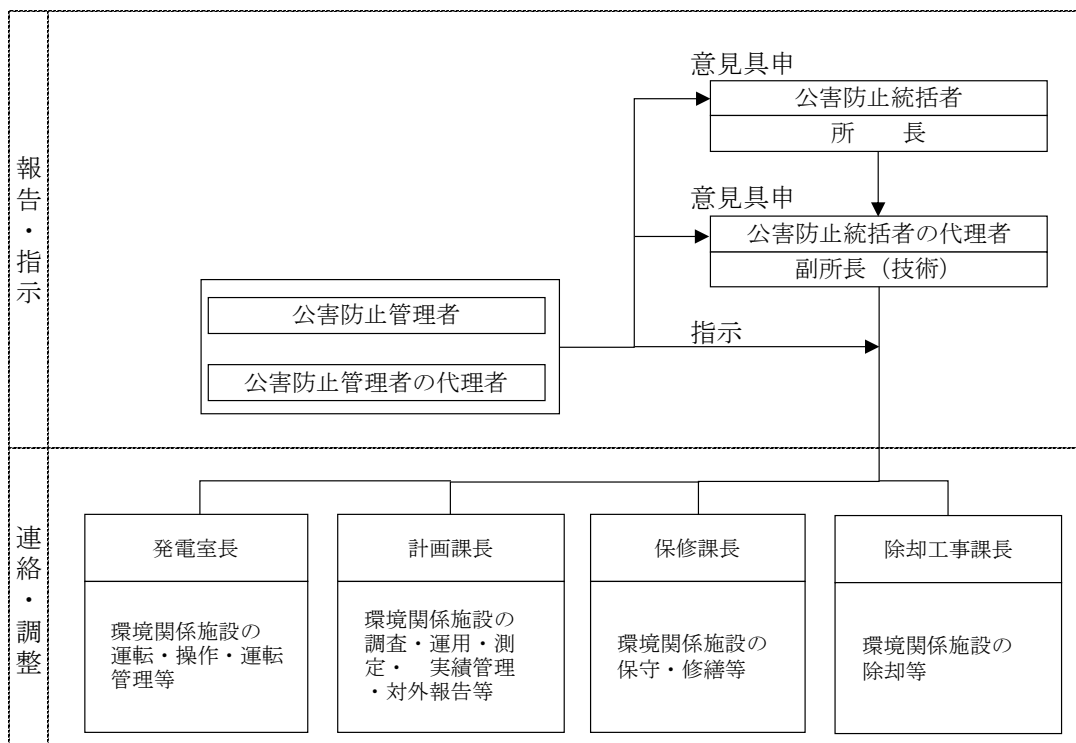 報告・指示
意見具申
公害防止統括者
所　　長
意見具申
公害防止統括者の代理者
副所長（技術）
公害防止管理者
公害防止管理者の代理者
指示
連絡・調整
発電室長
環境関係施設の
運転・操作・運転
管理等
計画課長
環境関係施設の
調査・運用・測
定・　実績管理
・対外報告等
保修課長
環境関係施設の
保守・修繕等
除却工事課長
環境関係施設の
除却等